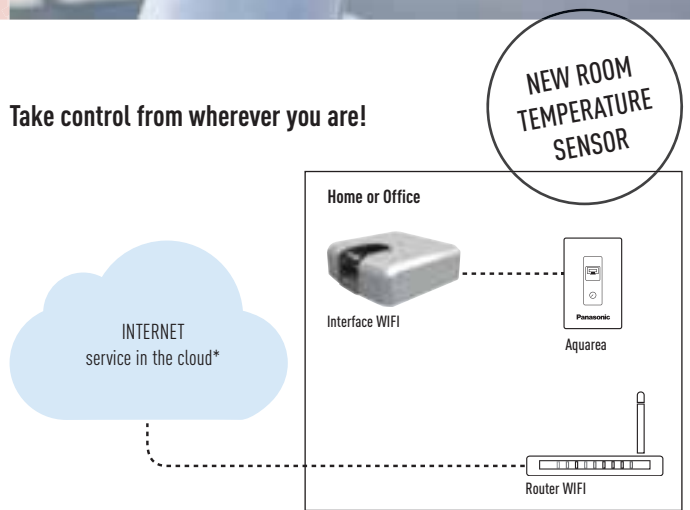 NEW ROOM
TEMPERATURE
SENSOR
Take control from wherever you are!
Home or Office
Interface WIFI
Panasonic
Aquarea
INTERNET
service in the cloud*
Router WIFI